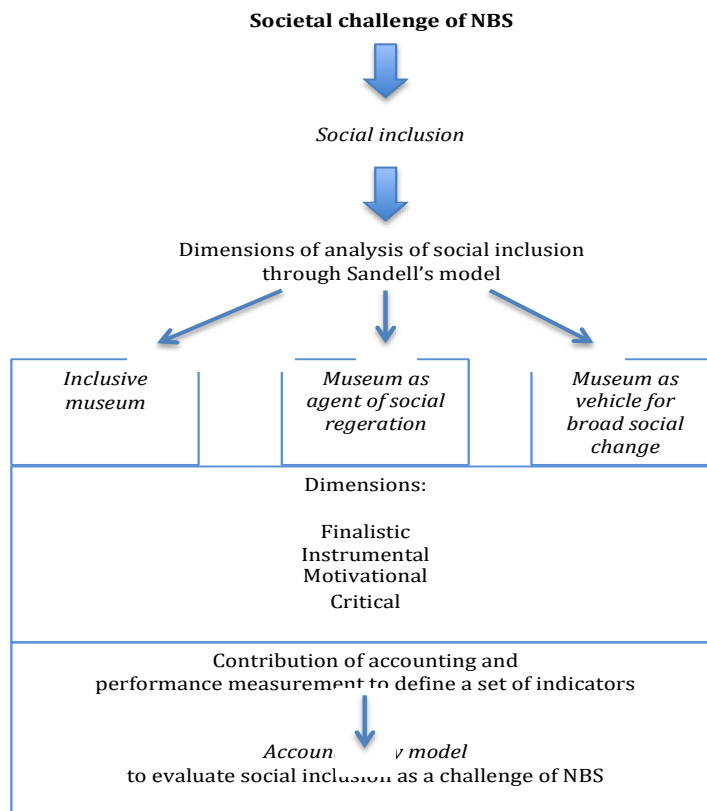 Societal challenge of NBS
Social inclusion
Dimensions of analysis of social inclusion
through Sandell's model
Inclusive
museum
Museum as
agent of social
regeration
Museum as
vehicle for
broad social
change
Dimensions:
Finalistic
Instrumental
Motivational
Critical
Contribution of accounting and
performance measurement to define a set of indicators
model
to evaluate social inclusion as a challenge of NBS